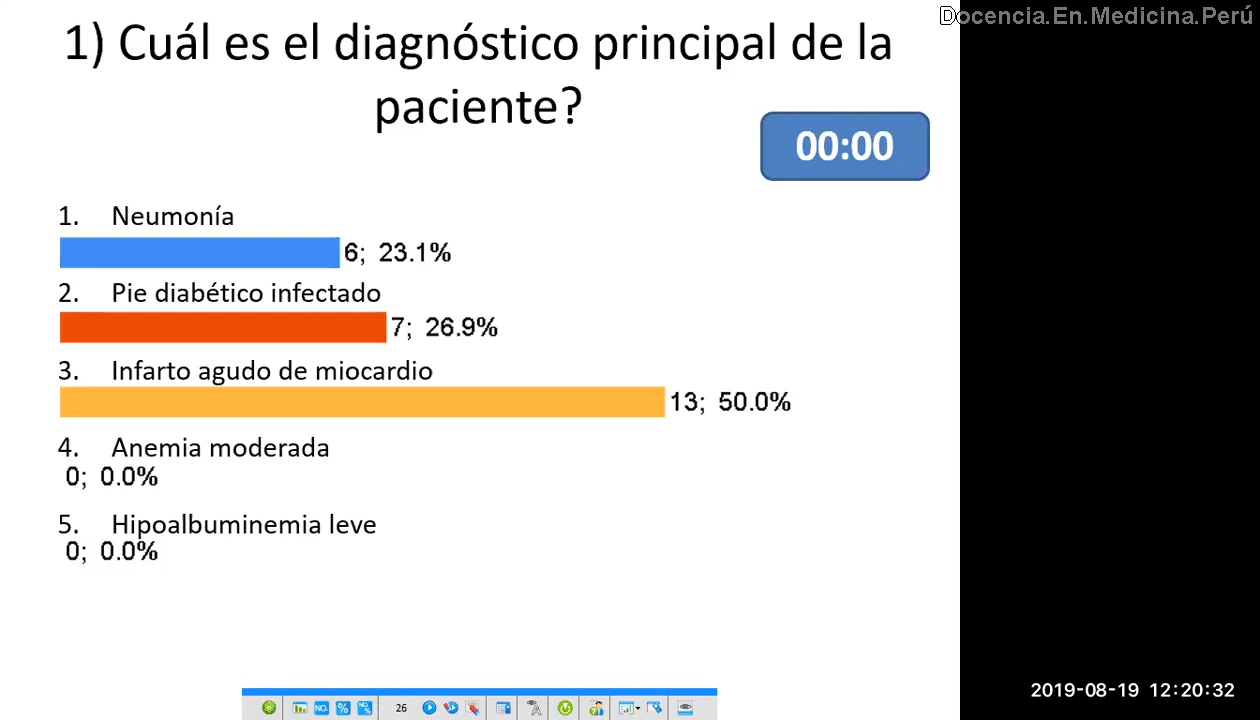 Docencia.En.Medicina.Perú
1) Cuál es el diagnóstico principal de la
paciente?
00:00
1. Neumonía
6; 23.1%
2. Pie diabético infectado
7; 26.9%
3. Infarto agudo de miocardio
13; 50.0%
4. Anemia moderada
0; 0.0%
5. Hipoalbuminemia leve
0; 0.0%
2019-08-19 12:20:32
NO. % 26